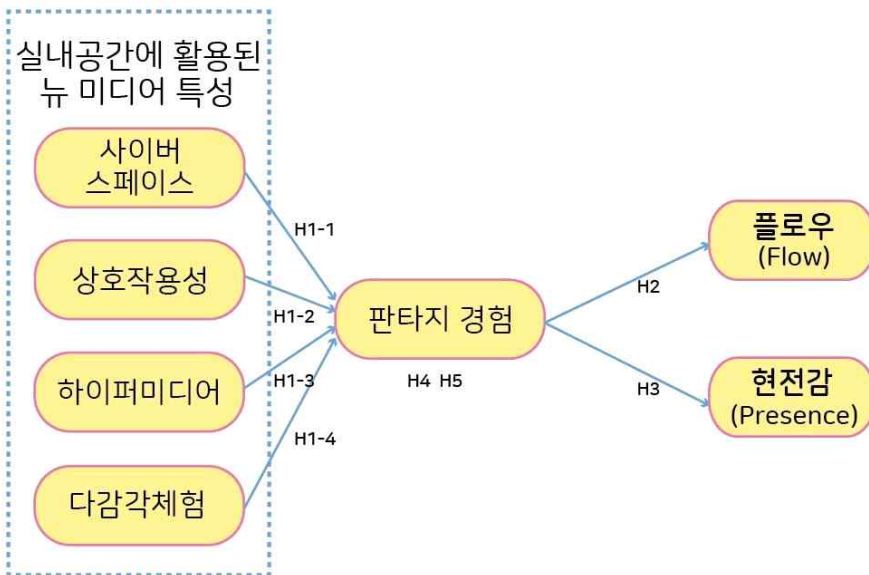 실내공간에 활용된
뉴 미디어 특성
사이버
스페이스
상호작용성
하이퍼미디어
다감각체험
H1-1
H1-2
H1-3
H1-4
판타지 경험
H4 H5
H2
H3
플로우
(Flow)
현전감
(Presence)